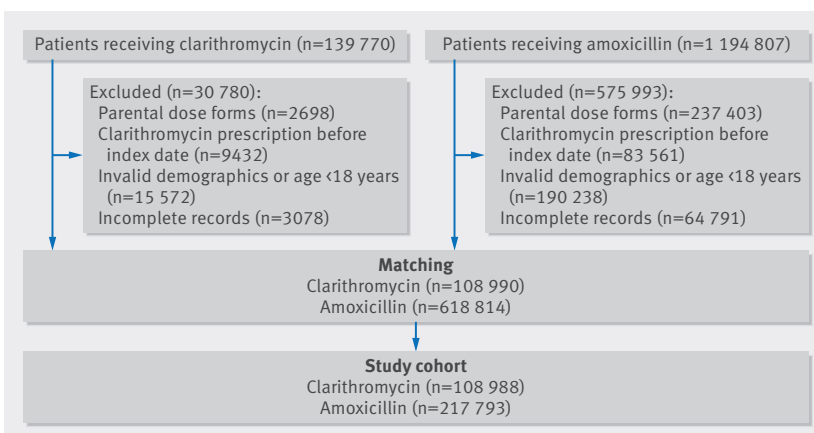 Patients receiving clarithromycin (n=139 770)
Excluded (n=30 780):
Parental dose forms (n=2698)
Clarithromycin prescription before
index date (n=9432)
Invalid demographics or age <18 years
(n=15 572)
Incomplete records (n=3078)
Patients receiving amoxicillin (n=1 194 807)
Excluded (n=575 993):
Parental dose forms (n=237 403)
Clarithromycin prescription before
index date (n=83 561)
Invalid demographics or age <18 years
(n=190 238)
Incomplete records (n=64 791)
Matching
Clarithromycin (n=108 990)
Amoxicillin (n=618 814)
Study cohort
Clarithromycin (n=108 988)
Amoxicillin (n=217 793)